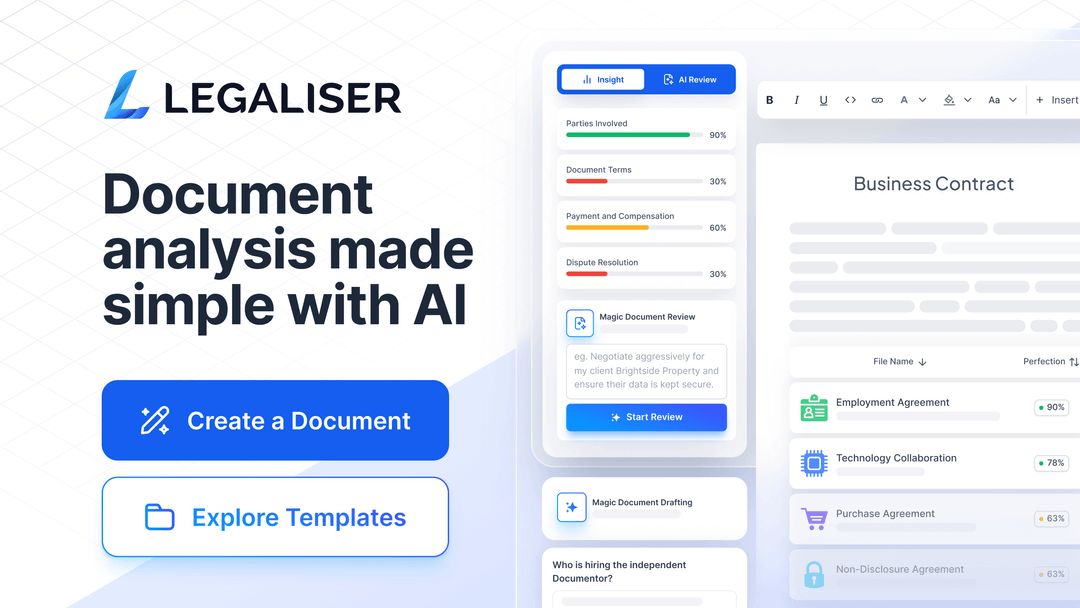 LEGALISER
Document
analysis made
simple with AI
Create a Document
Explore Templates
Insight
AI Review
Parties Involved
90%
Document Terms
30%
Payment and Compensation
60%
Dispute Resolution
30%
Magic Document Review
eg. Negotiate aggressively for
my client Brightside Property and
ensure their data is kept secure.
Start Review
Magic Document Drafting
Who is hiring the independent
Documentor?
B I U A Aa + Insert
Business Contract
File Name Perfection
Employment Agreement 90%
Technology Collaboration 78%
Purchase Agreement 63%
Non-Disclosure Agreement 63%